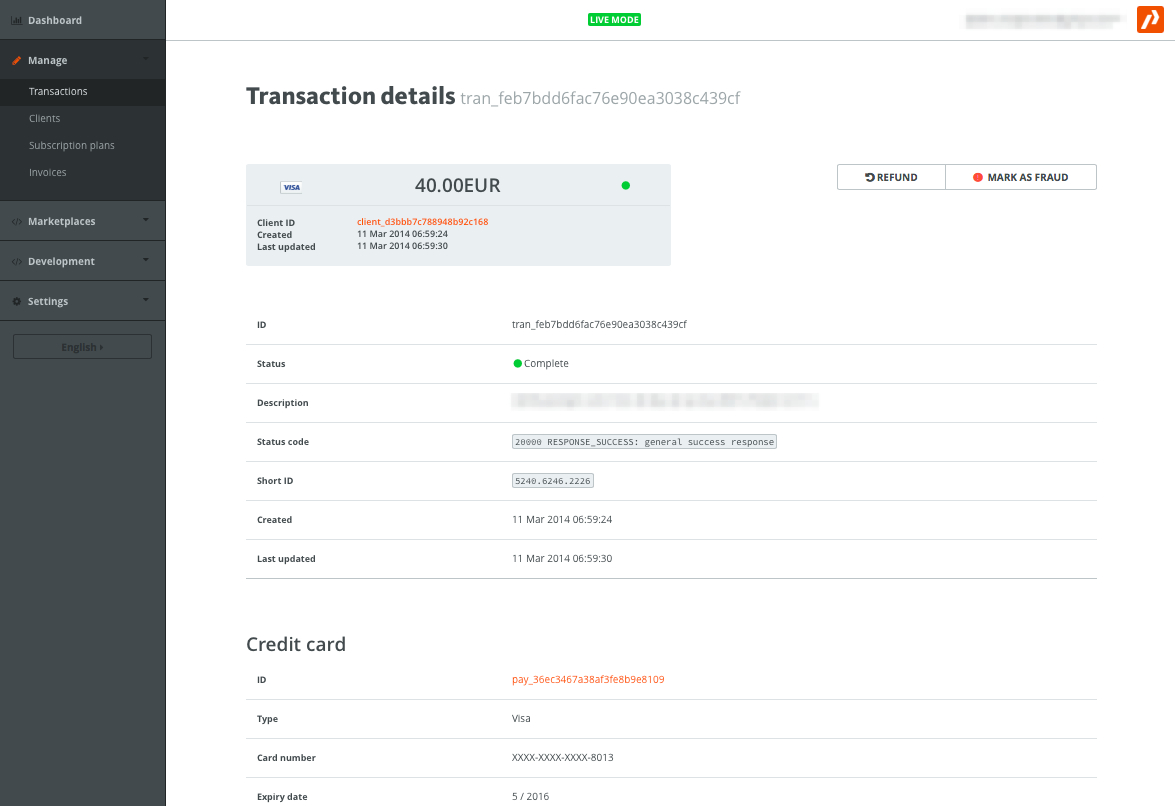 Dashboard
Manage
Transactions
Clients
Subscription plans
Invoices
Marketplaces
Development
Settings
English
LIVE MODE
Transaction details tran_feb7bdd6fac76e90ea3038c439cf
VISA 40.00EUR
Client ID client_d3bbb7c788948b92c168
Created 11 Mar 2014 06:59:24
Last updated 11 Mar 2014 06:59:30
REFUND MARK AS FRAUD
ID tran_feb7bdd6fac76e90ea3038c439cf
Status Complete
Description
Status code 20000 RESPONSE_SUCCESS: general success response
Short ID 5240.6246.2226
Created 11 Mar 2014 06:59:24
Last updated 11 Mar 2014 06:59:30
Credit card
ID pay_36ec3467a38af3fe8b9e8109
Type Visa
Card number XXXX-XXXX-XXXX-8013
Expiry date 5 / 2016